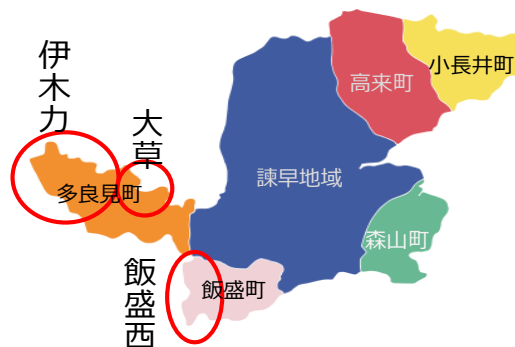 伊木力
大草
多良見町
飯盛西
飯盛町
諫早地域
高来町
小長井町
森山町